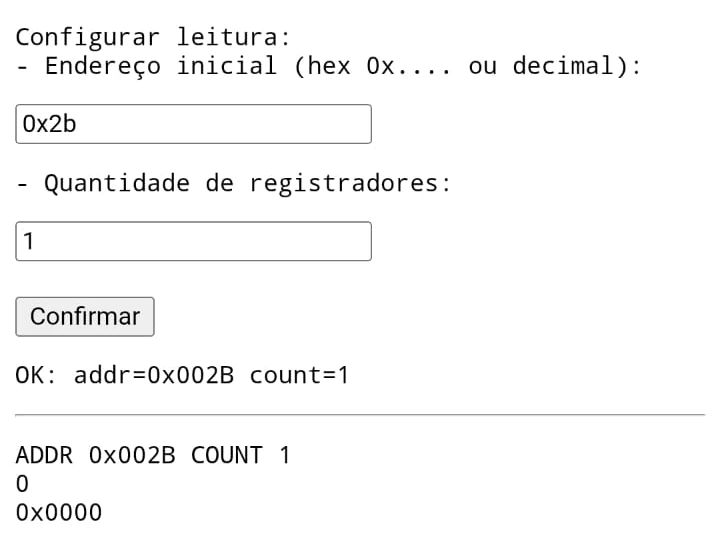 Configurar leitura:
- Endereço inicial (hex 0x.... ou decimal):
0x2b
- Quantidade de registradores:
1
Confirmar
OK: addr=0x002B count=1
ADDR 0x002B COUNT 1
0
0x0000